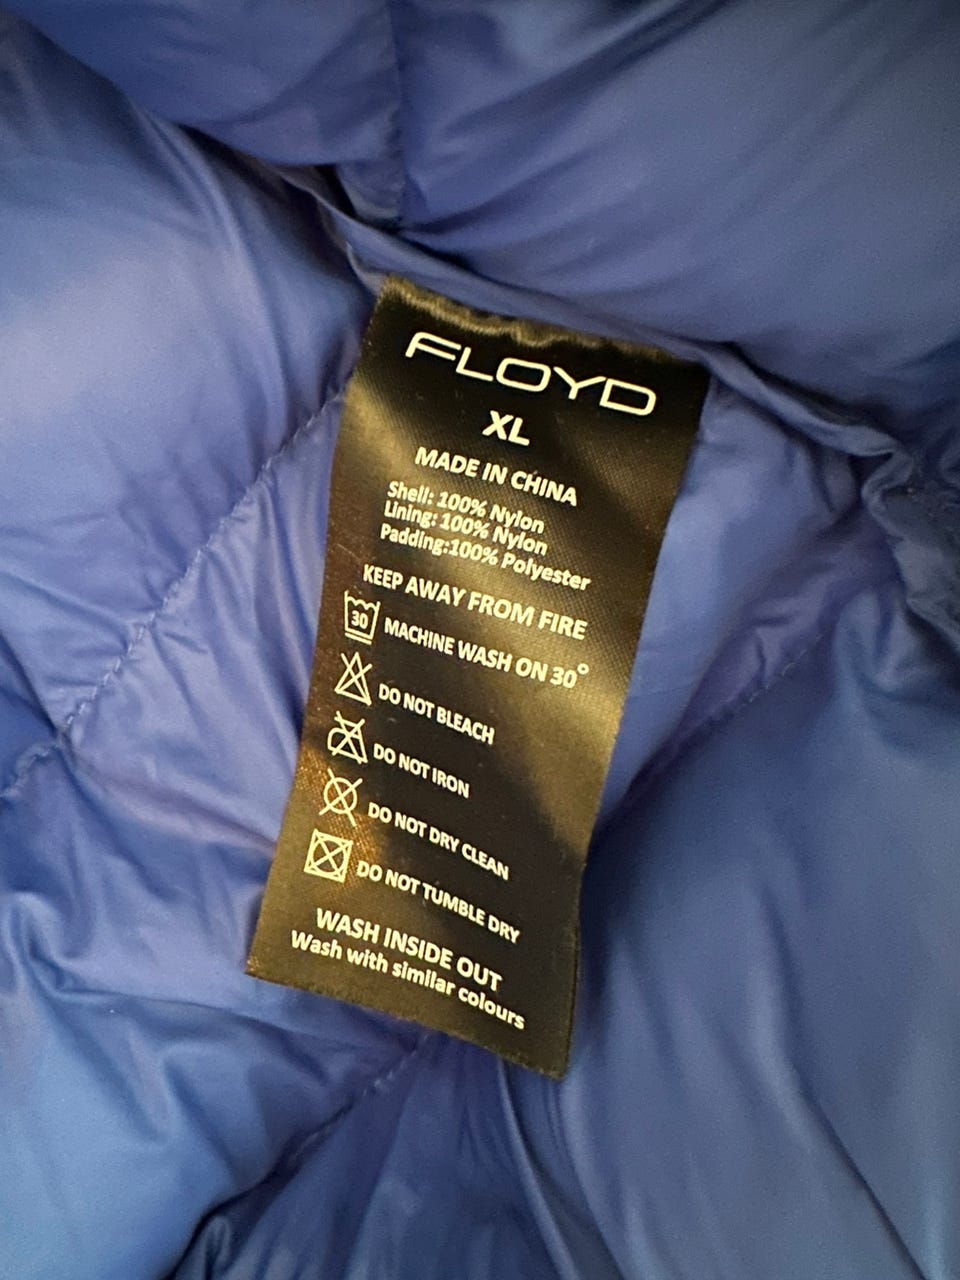 FLOYD
XL
MADE IN CHINA
Shell: 100% Nylon
Lining: 100% Nylon
Padding:100% Polyester
KEEP AWAY FROM FIRE
30 MACHINE WASH ON 30°
DO NOT BLEACH
DO NOT IRON
DO NOT DRY CLEAN
DO NOT TUMBLE DRY
WASH INSIDE OUT
Wash with similar colours